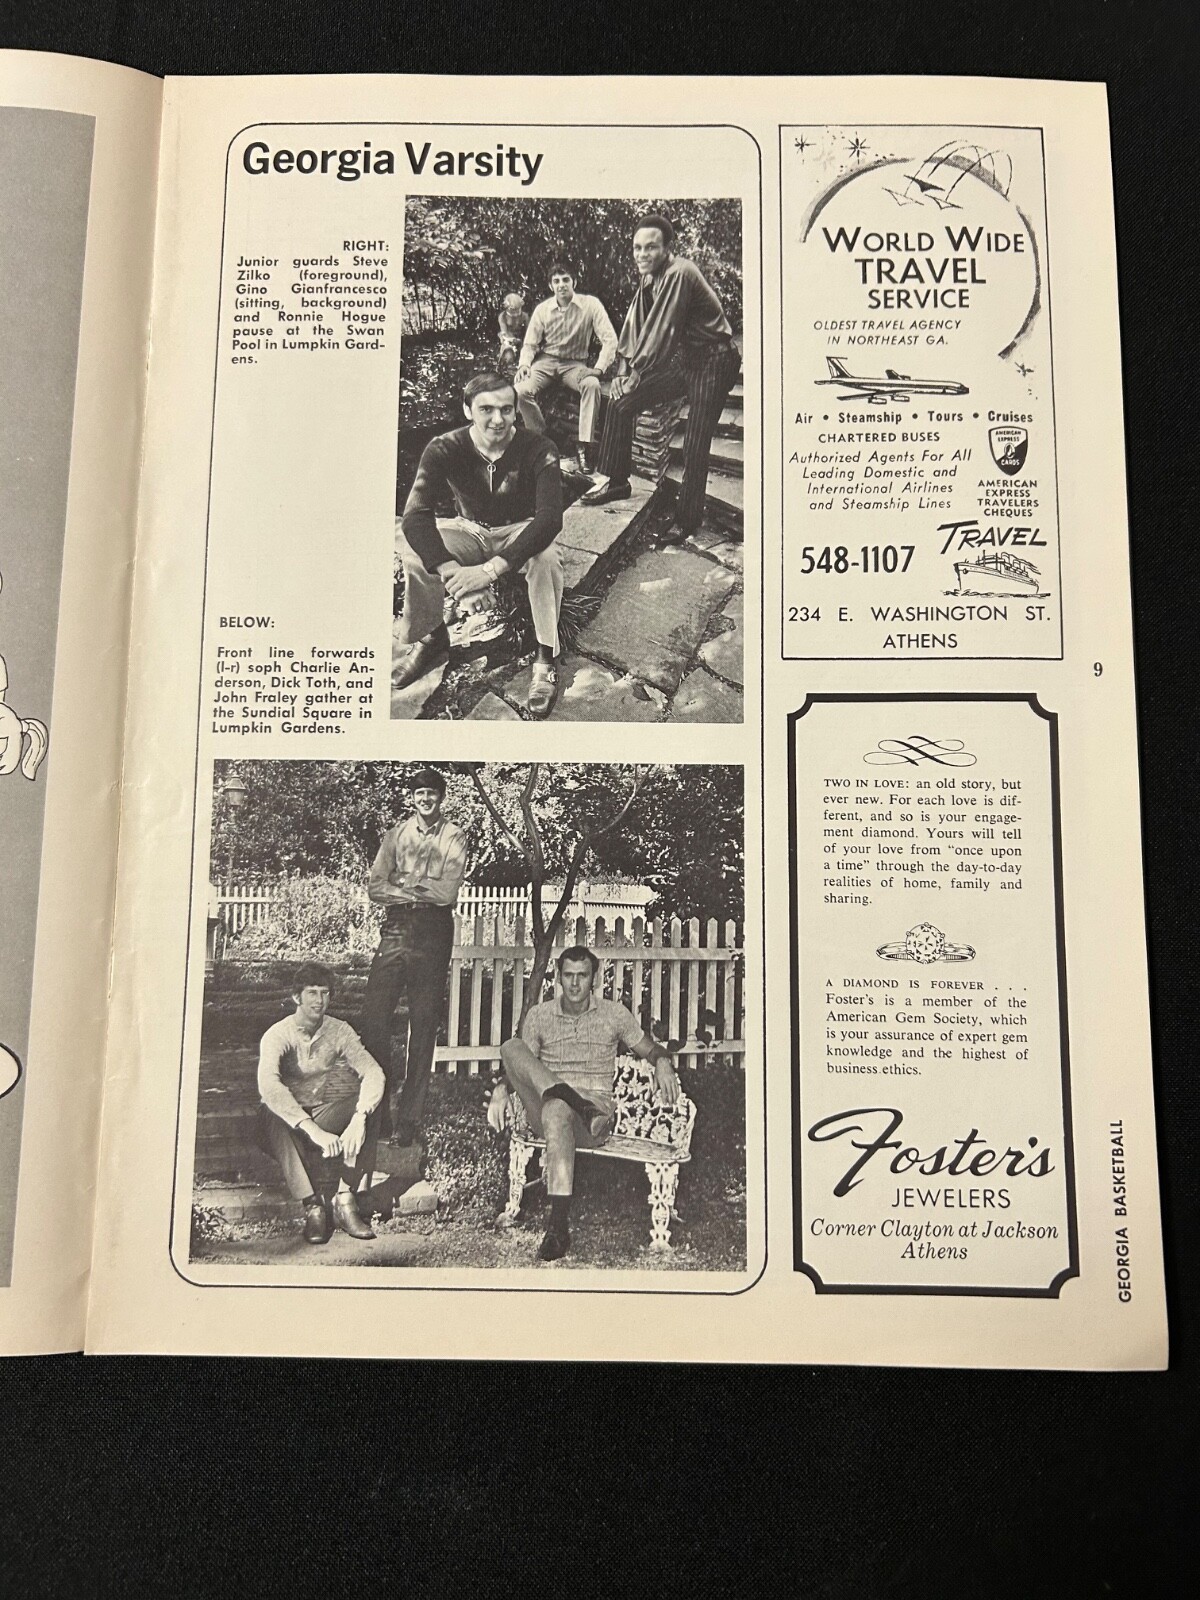 Georgia Varsity
RIGHT:
Junior guards Steve
Zilko (foreground),
Gino Gianfrancesco
(sitting, background)
and Ronnie Hogue
pause at the Swan
Pool in Lumpkin Gard-
ens.
BELOW:
Front line forwards
(l-r) soph Charlie An-
derson, Dick Toth, and
John Fraley gather at
the Sundial Square in
Lumpkin Gardens.
WORLD WIDE
TRAVEL
SERVICE
OLDEST TRAVEL AGENCY
IN NORTHEAST GA.
Air • Steamship • Tours • Cruises
CHARTERED BUSES
Authorized Agents For All
Leading Domestic and
International Airlines
and Steamship Lines
AMERICAN
EXPRESS
CARDS
AMERICAN
EXPRESS
TRAVELERS
CHEQUES
548-1107
TRAVEL
234 E. WASHINGTON ST.
ATHENS
9
TWO IN LOVE: an old story, but
ever new. For each love is dif-
ferent, and so is your engage-
ment diamond. Yours will tell
of your love from "once upon
a time" through the day-to-day
realities of home, family and
sharing.
A DIAMOND IS FOREVER . . .
Foster's is a member of the
American Gem Society, which
is your assurance of expert gem
knowledge and the highest of
business ethics.
Foster's
JEWELERS
Corner Clayton at Jackson
Athens
GEORGIA BASKETBALL